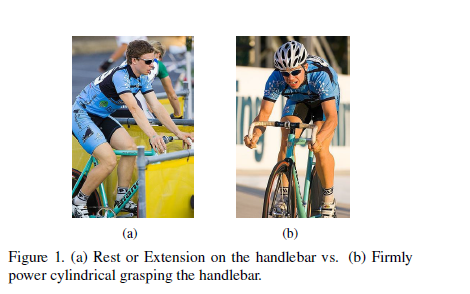 (a)
(b)
Figure 1. (a) Rest or Extension on the handlebar vs. (b) Firmly
power cylindrical grasping the handlebar.